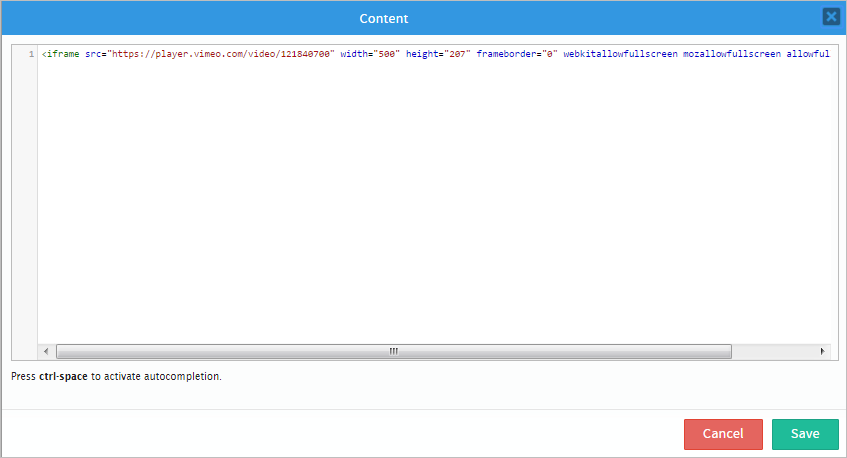 Content
1 <iframe src="https://player.vimeo.com/video/121840700" width="500" height="207" frameborder="0" webkitallowfullscreen mozallowfullscreen allowful
Press ctrl-space to activate autocompletion.
Cancel Save